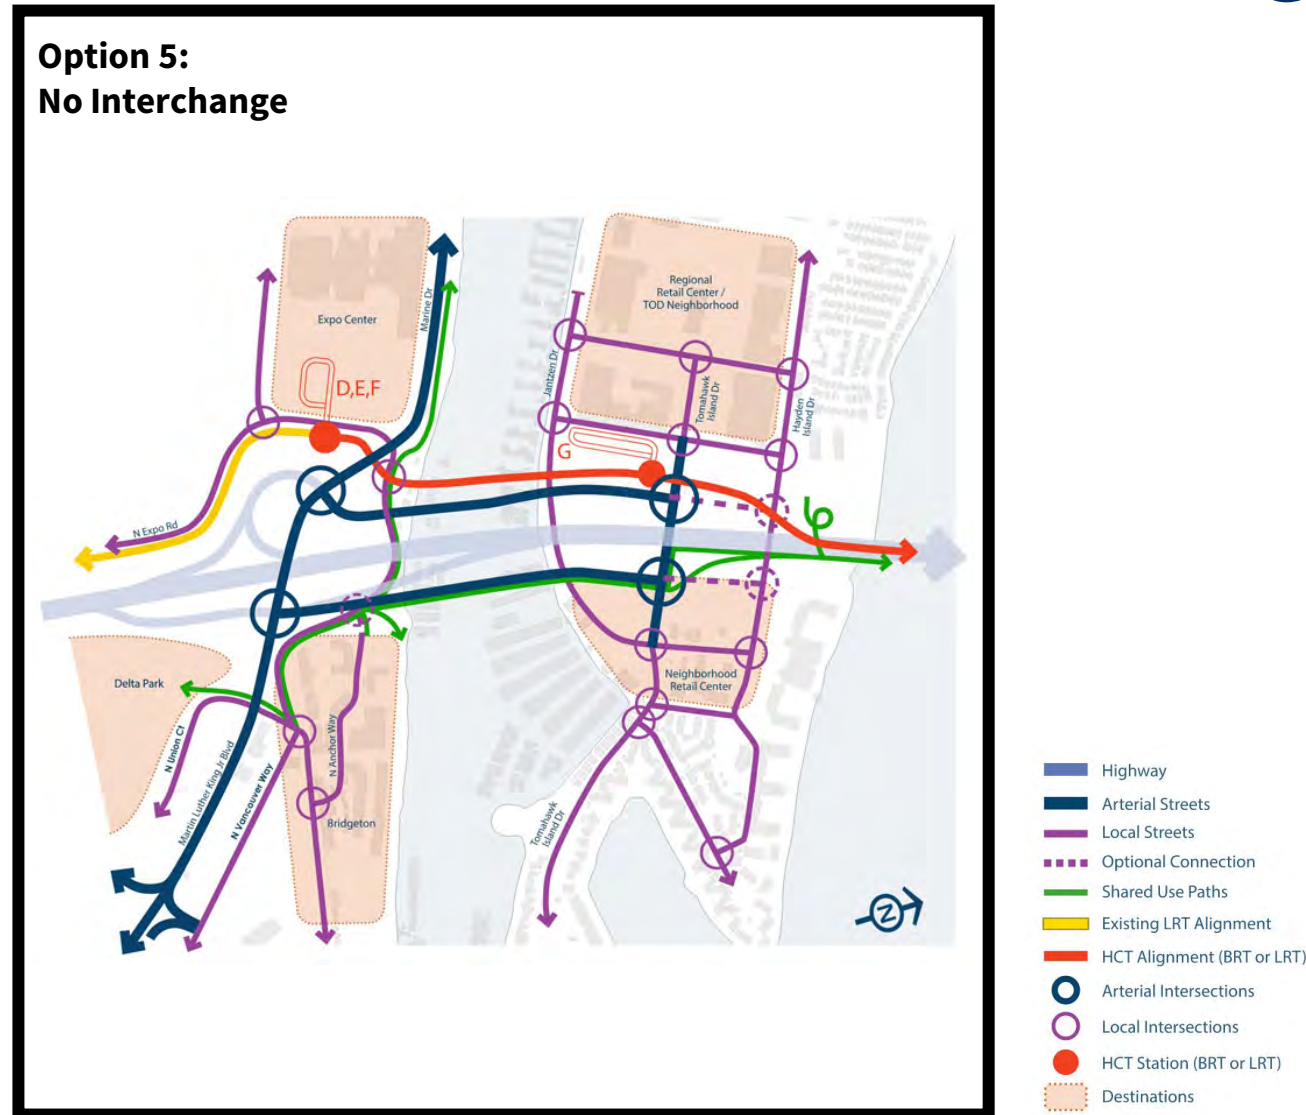 Option 5:
No Interchange
Expo Center
Marine Dr
D,E,F
N Expo Rd
Delta Park
N Union Ct
Martin Luther King Jr Blvd
N Vancouver Way
N Anchor Way
Bridgeton
Regional
Retail Center /
TOD Neighborhood
Jantzen Dr
Tomahawk
Island Dr
Hayden
Island Dr
G
Neighborhood
Retail Center
Tomahawk
Island Dr
N
Highway
Arterial Streets
Local Streets
Optional Connection
Shared Use Paths
Existing LRT Alignment
HCT Alignment (BRT or LRT)
Arterial Intersections
Local Intersections
HCT Station (BRT or LRT)
Destinations